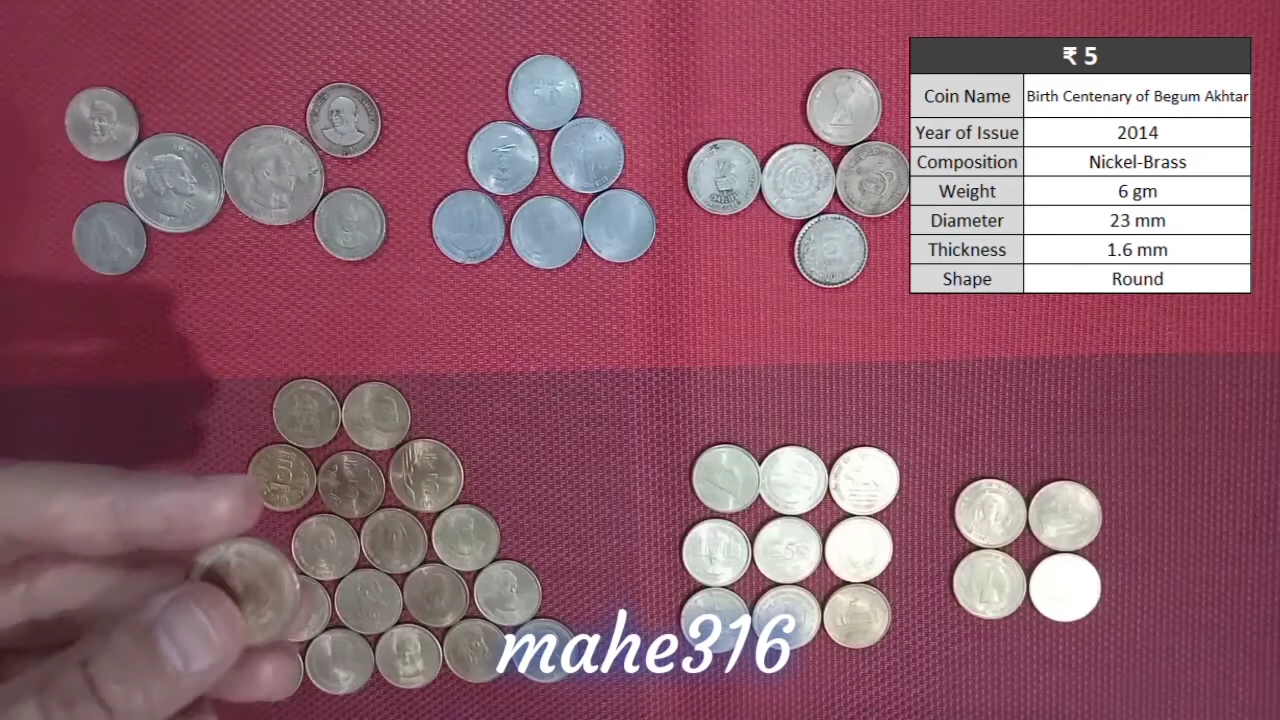 ₹ 5
Coin Name Birth Centenary of Begum Akhtar
Year of Issue 2014
Composition Nickel-Brass
Weight 6 gm
Diameter 23 mm
Thickness 1.6 mm
Shape Round
mahe316